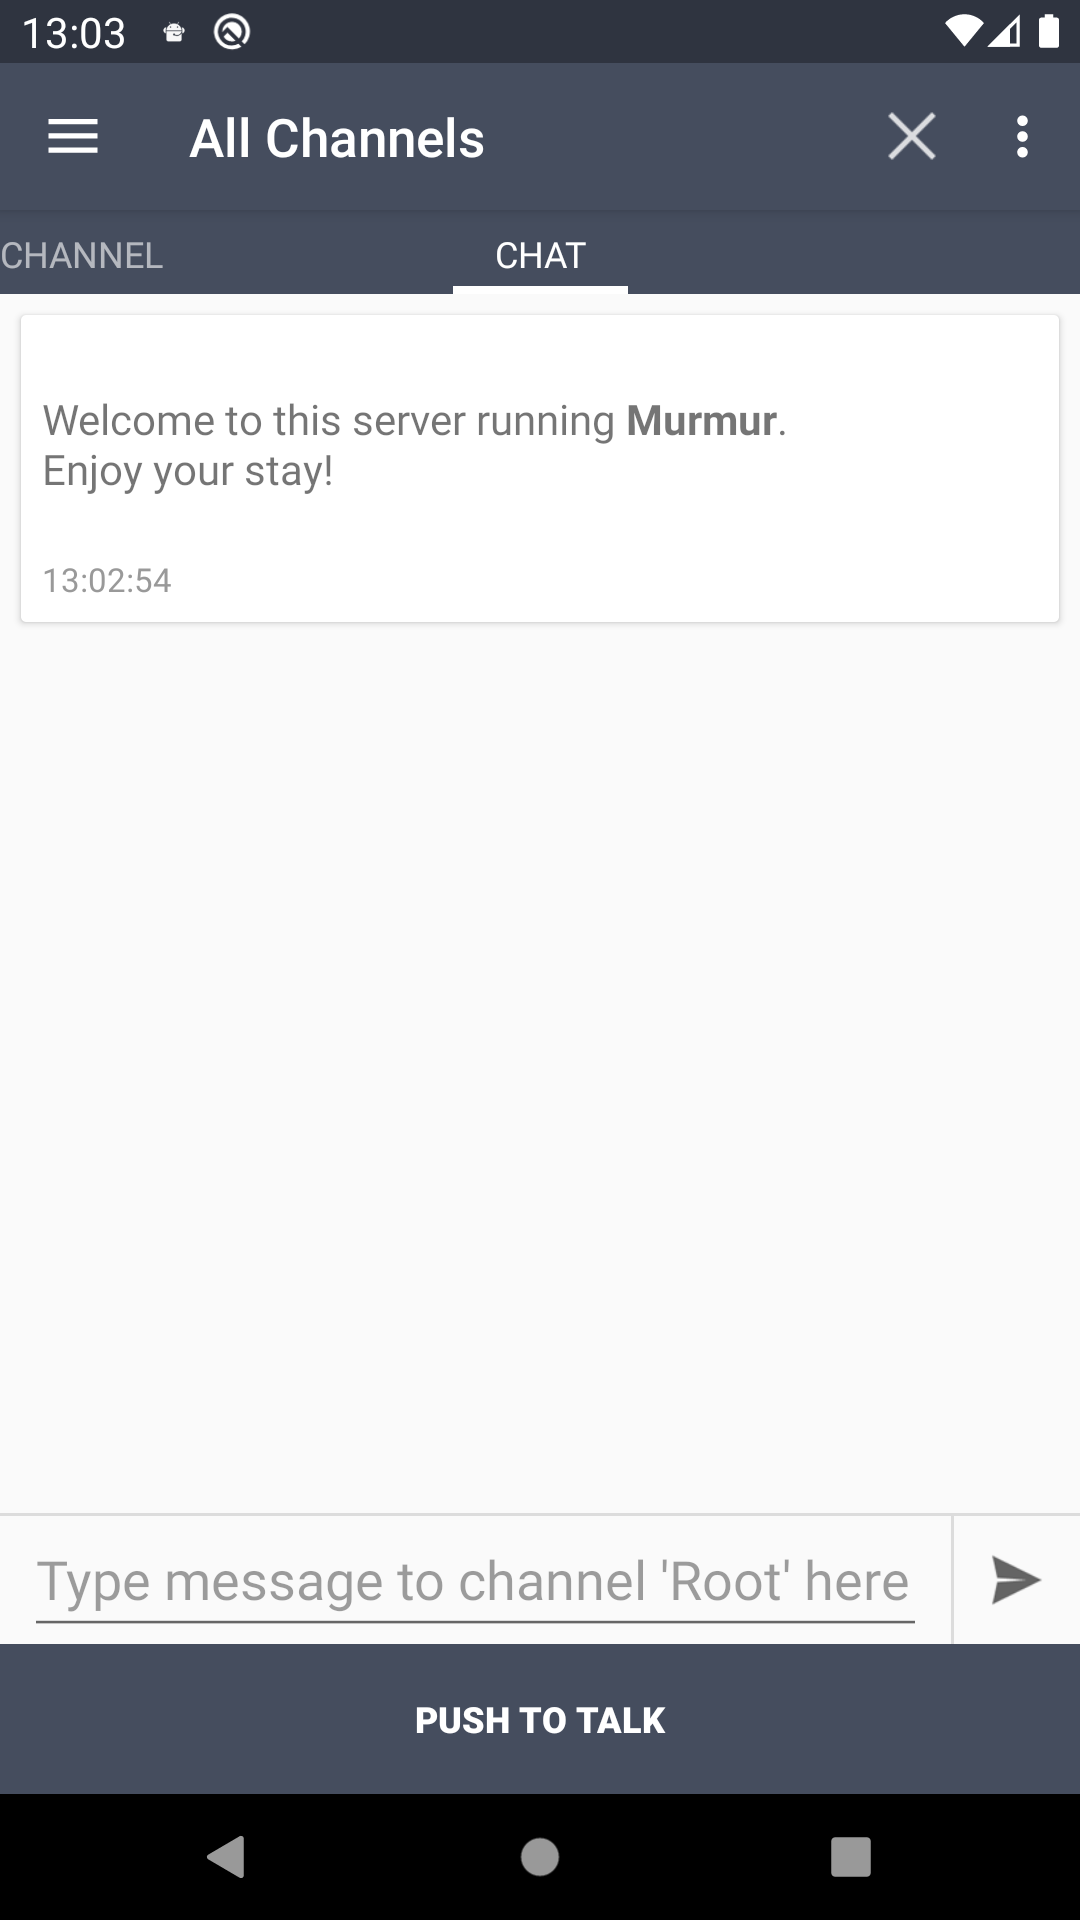 13:03
All Channels
CHANNEL
CHAT
Welcome to this server running Murmur.
Enjoy your stay!
13:02:54
Type message to channel 'Root' here
PUSH TO TALK